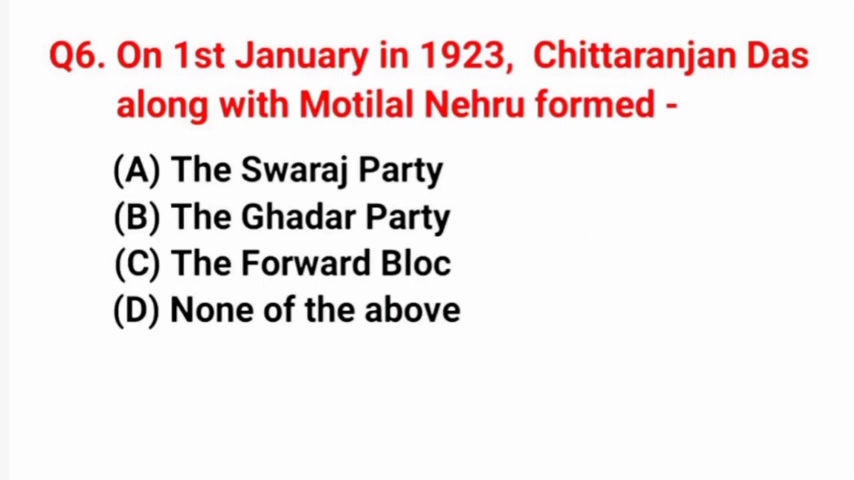 Q6. On 1st January in 1923, Chittaranjan Das
along with Motilal Nehru formed -
(A) The Swaraj Party
(B) The Ghadar Party
(C) The Forward Bloc
(D) None of the above